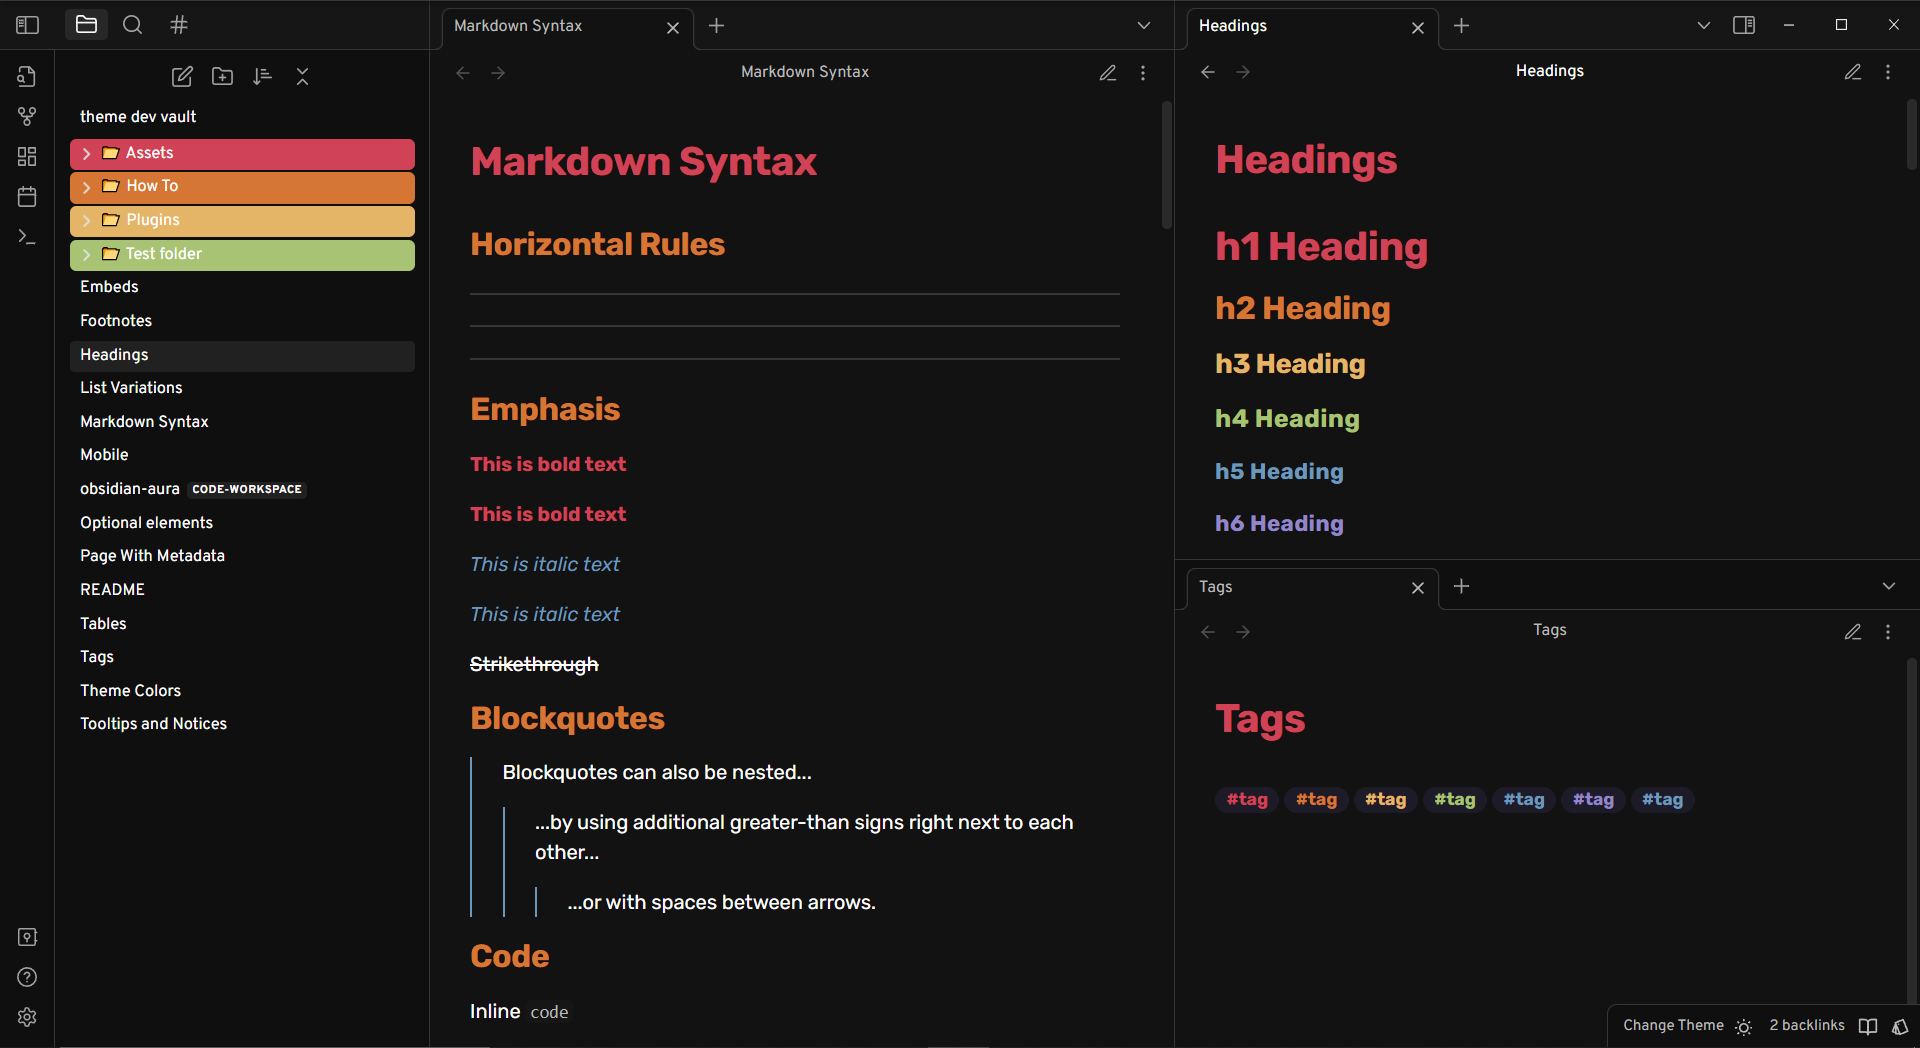 theme dev vault
Assets
How To
Plugins
Test folder
Embeds
Footnotes
Headings
List Variations
Markdown Syntax
Mobile
obsidian-aura CODE-WORKSPACE
Optional elements
Page With Metadata
README
Tables
Tags
Theme Colors
Tooltips and Notices
Markdown Syntax
Markdown Syntax
Markdown Syntax
Horizontal Rules
Emphasis
This is bold text
This is bold text
This is italic text
This is italic text
Strikethrough
Blockquotes
Blockquotes can also be nested...
...by using additional greater-than signs right next to each
other...
...or with spaces between arrows.
Code
Inline code
Headings
Headings
Headings
h1 Heading
h2 Heading
h3 Heading
h4 Heading
h5 Heading
h6 Heading
Tags
Tags
Tags
#tag #tag #tag #tag #tag #tag #tag
Change Theme 2 backlinks